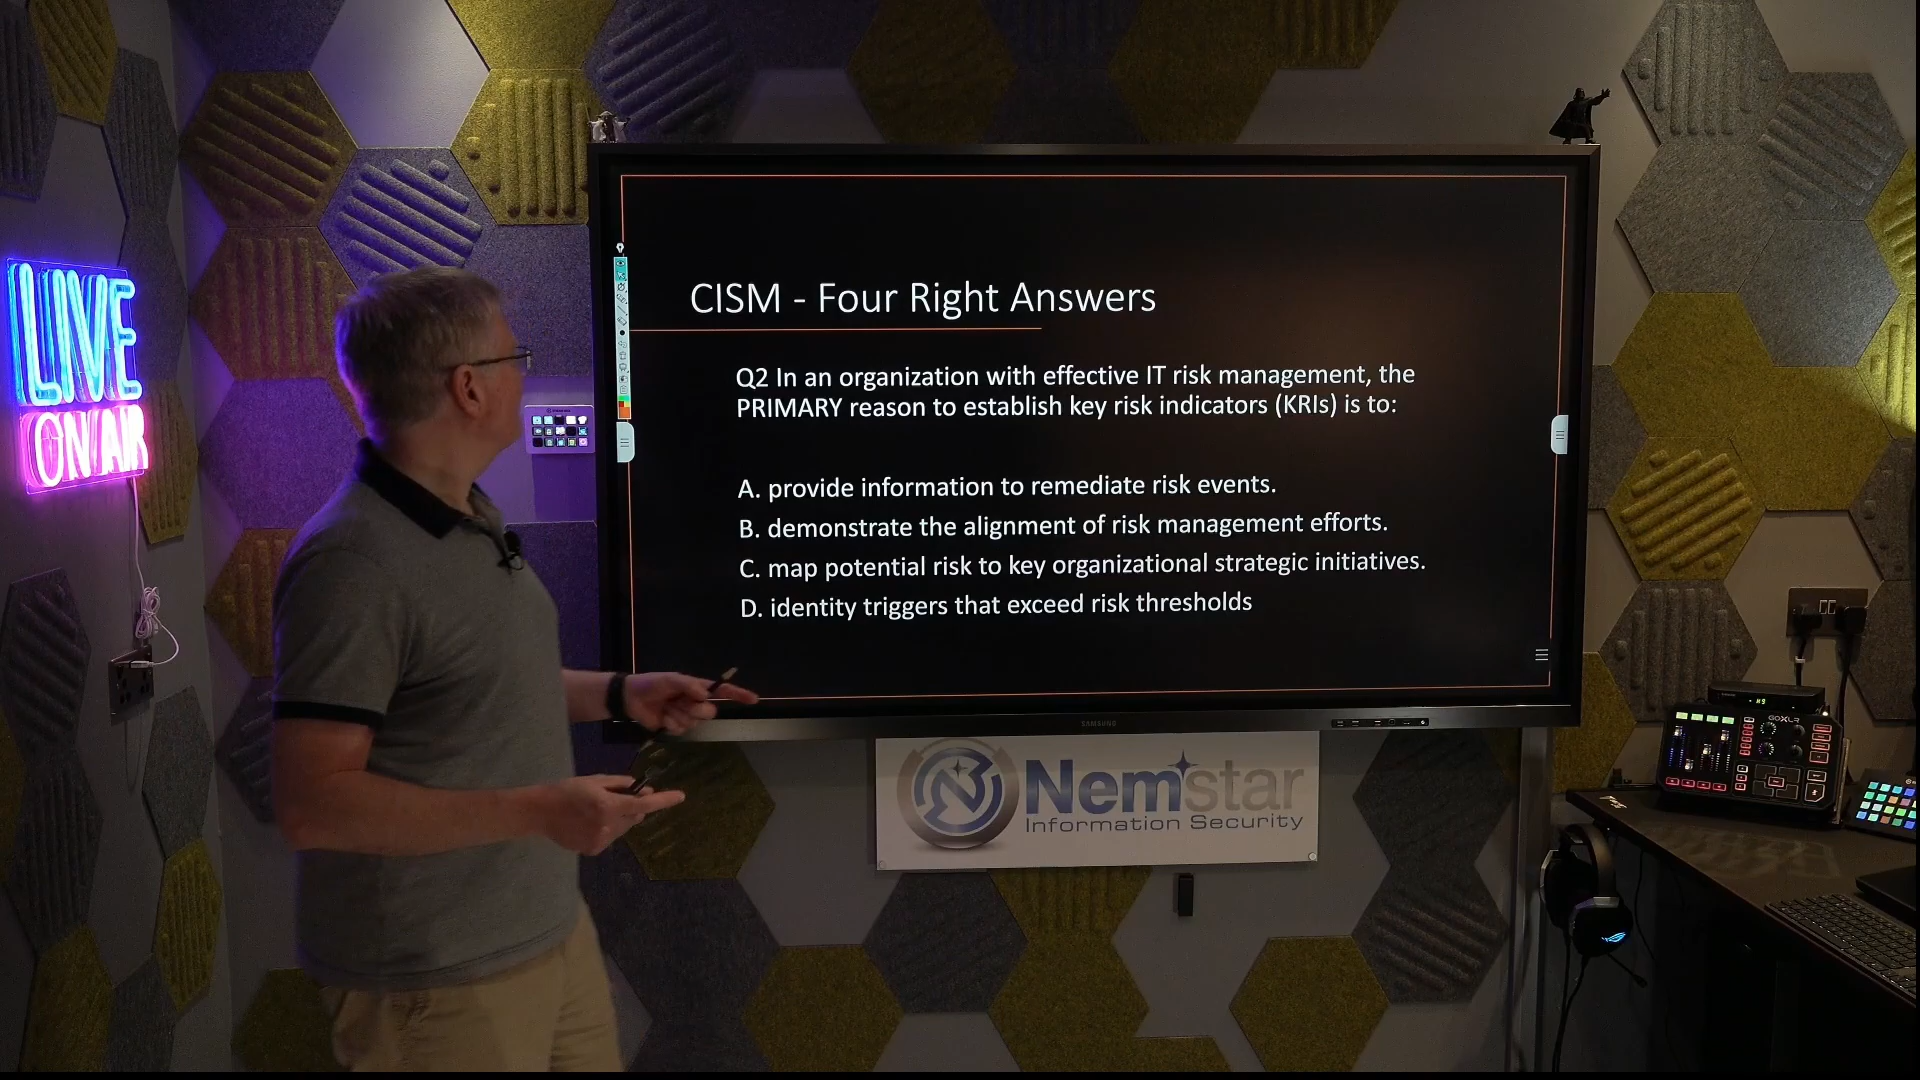 LIVE
ON AIR
CISM - Four Right Answers
Q2 In an organization with effective IT risk management, the
PRIMARY reason to establish key risk indicators (KRIs) is to:
A. provide information to remediate risk events.
B. demonstrate the alignment of risk management efforts.
C. map potential risk to key organizational strategic initiatives.
D. identity triggers that exceed risk thresholds
SAMSUNG
Nemstar
Information Security
GOXLR